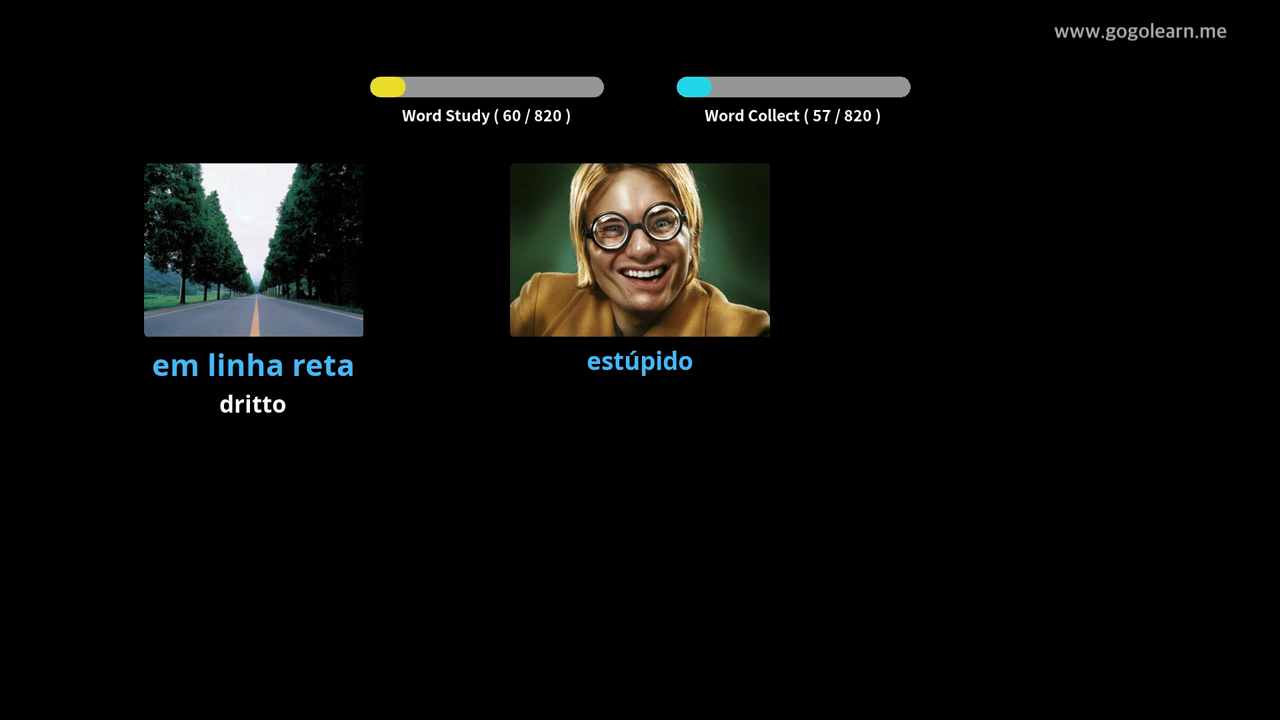 www.gogolearn.me
Word Study ( 60 / 820 )
Word Collect ( 57 / 820 )
em linha reta
dritto
estúpido